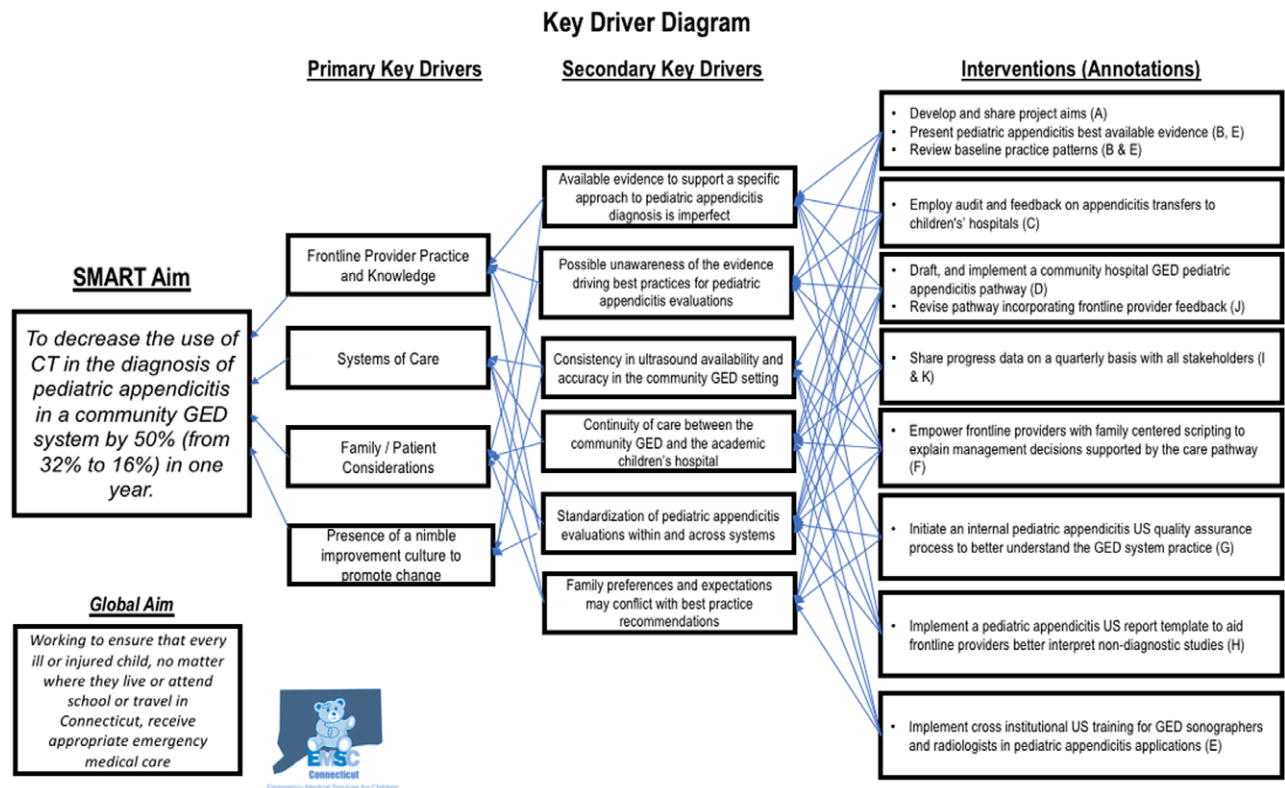 Key Driver Diagram
Primary Key Drivers
Secondary Key Drivers
Interventions (Annotations)
SMART Aim
To decrease the use of
CT in the diagnosis of
pediatric appendicitis
in a community GED
system by 50% (from
32% to 16%) in one
year.
Global Aim
Working to ensure that every
ill or injured child, no matter
where they live or attend
school or travel in
Connecticut, receive
appropriate emergency
medical care
Frontline Provider Practice
and Knowledge
Systems of Care
Family / Patient
Considerations
Presence of a nimble
improvement culture to
promote change
EMSC
Connecticut
Emergency Medical Services for Children
Available evidence to support a specific
approach to pediatric appendicitis
diagnosis is imperfect
Possible unawareness of the evidence
driving best practices for pediatric
appendicitis evaluations
Consistency in ultrasound availability and
accuracy in the community GED setting
Continuity of care between the
community GED and the academic
children's hospital
Standardization of pediatric appendicitis
evaluations within and across systems
Family preferences and expectations
may conflict with best practice
recommendations
• Develop and share project aims (A)
• Present pediatric appendicitis best available evidence (B, E)
• Review baseline practice patterns (B & E)
• Employ audit and feedback on appendicitis transfers to
children's' hospitals (C)
• Draft, and implement a community hospital GED pediatric
appendicitis pathway (D)
• Revise pathway incorporating frontline provider feedback (J)
• Share progress data on a quarterly basis with all stakeholders (I
& K)
• Empower frontline providers with family centered scripting to
explain management decisions supported by the care pathway
(F)
• Initiate an internal pediatric appendicitis US quality assurance
process to better understand the GED system practice (G)
• Implement a pediatric appendicitis US report template to aid
frontline providers better interpret non-diagnostic studies (H)
• Implement cross institutional US training for GED sonographers
and radiologists in pediatric appendicitis applications (E)